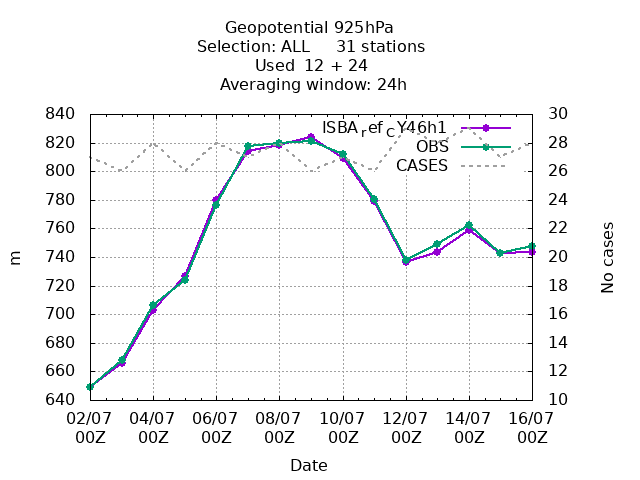 Geopotential 925hPa
Selection: ALL 31 stations
Used 12 + 24
Averaging window: 24h
840 30
820 28
800 26
780 24
760 22
740 20
720 18
700 16
680 14
660 12
640 10
ISBA_ref_CY46h1
OBS
CASES
m
No cases
02/07 04/07 06/07 08/07 10/07 12/07 14/07 16/07
00Z 00Z 00Z 00Z 00Z 00Z 00Z 00Z
Date